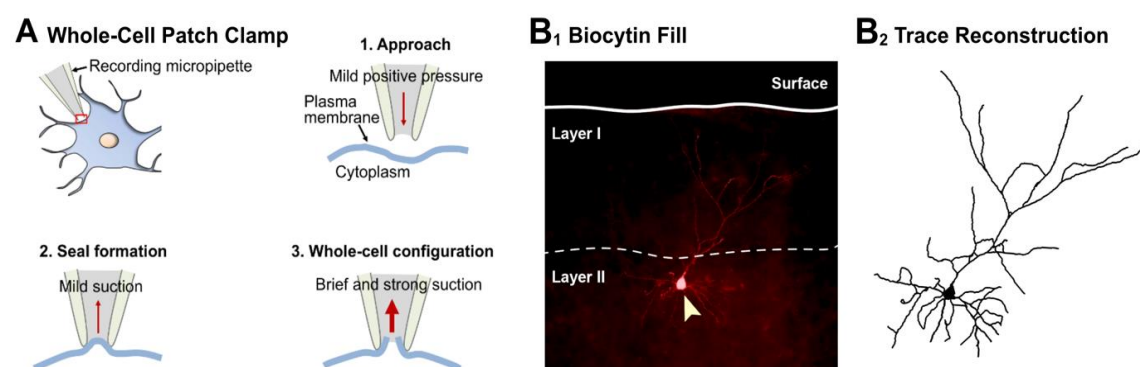 A Whole-Cell Patch Clamp
Recording micropipette
1. Approach
Mild positive pressure
Plasma
membrane
Cytoplasm
2. Seal formation
Mild suction
3. Whole-cell configuration
Brief and strong suction
B1 Biocytin Fill
Surface
Layer I
Layer II
B2 Trace Reconstruction